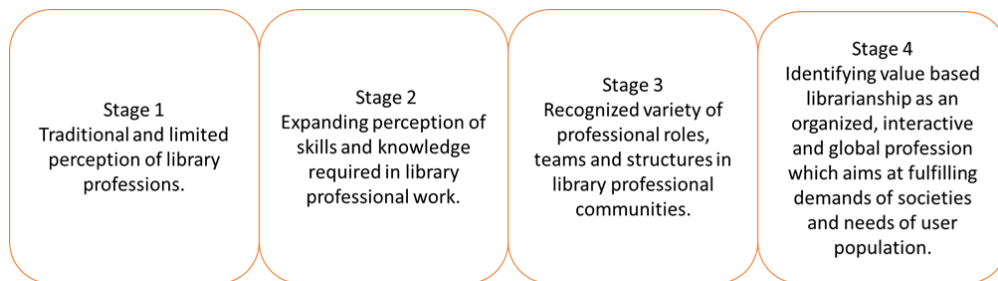 Stage 1
Traditional and limited
perception of library
professions.
Stage 2
Expanding perception of
skills and knowledge
required in library
professional work.
Stage 3
Recognized variety of
professional roles,
teams and structures in
library professional
communities.
Stage 4
Identifying value based
librarianship as an
organized, interactive
and global profession
which aims at fulfilling
demands of societies
and needs of user
population.